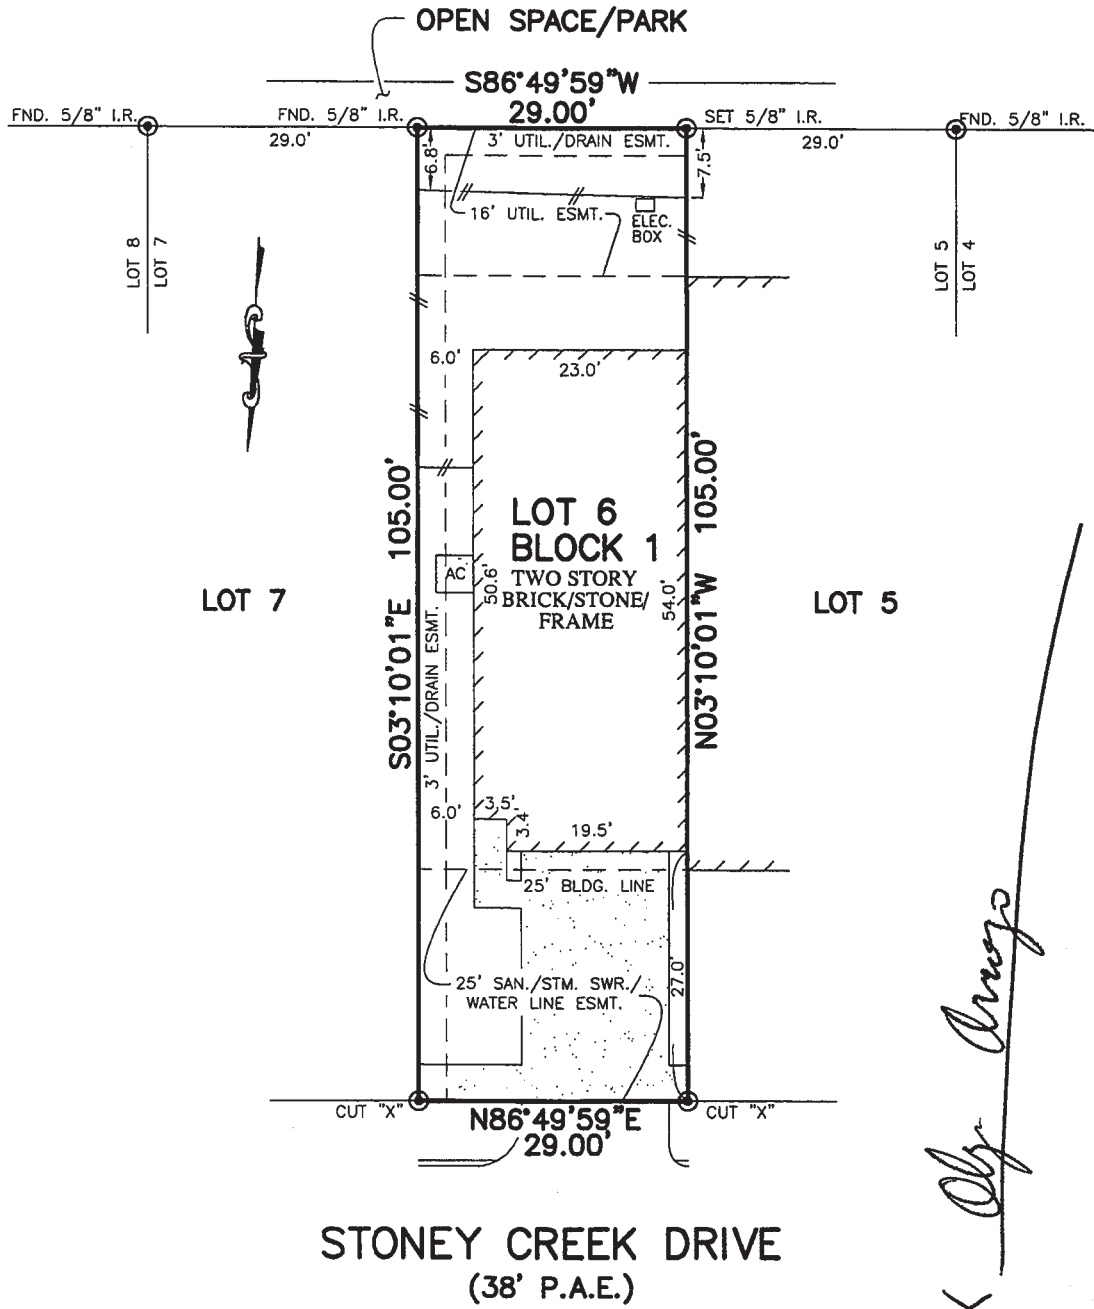 OPEN SPACE/PARK
S86°49'59"W
29.00'
FND. 5/8" I.R.
FND. 5/8" I.R.
SET 5/8" I.R.
FND. 5/8" I.R.
29.0'
29.0'
3' UTIL./DRAIN ESMT.
6.8'
7.5'
16' UTIL. ESMT.
ELEC.
BOX
LOT 8
LOT 7
LOT 5
LOT 4
6.0'
23.0'
S03°10'01"E 105.00'
N03°10'01"W 105.00'
LOT 6
BLOCK 1
TWO STORY
BRICK/STONE/
FRAME
AC
50.6'
54.0'
LOT 7
LOT 5
3' UTIL./DRAIN ESMT.
6.0'
3.5'
3.4'
19.5'
25' BLDG. LINE
25' SAN./STM. SWR./
WATER LINE ESMT.
27.0'
CUT "X"
CUT "X"
N86°49'59"E
29.00'
STONEY CREEK DRIVE
(38' P.A.E.)